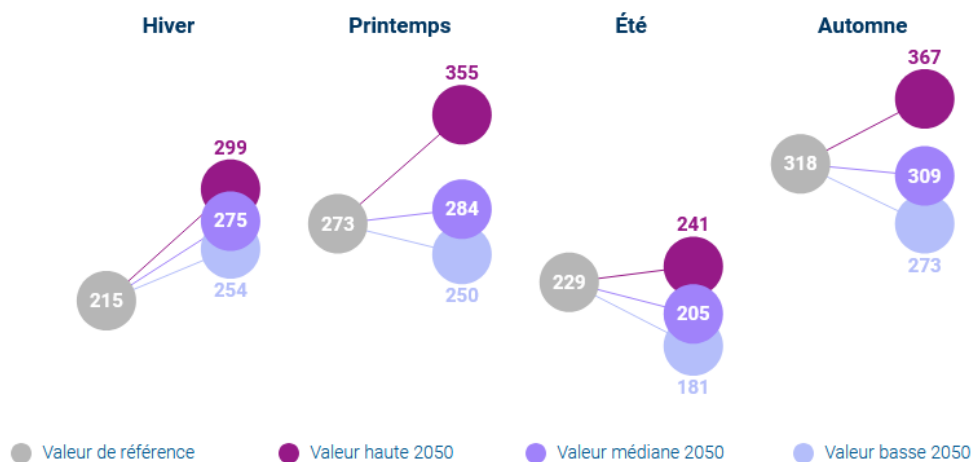 Hiver
Printemps
Été
Automne
299
275
215
254
355
273
284
250
241
229
205
181
367
318
309
273
Valeur de référence
Valeur haute 2050
Valeur médiane 2050
Valeur basse 2050